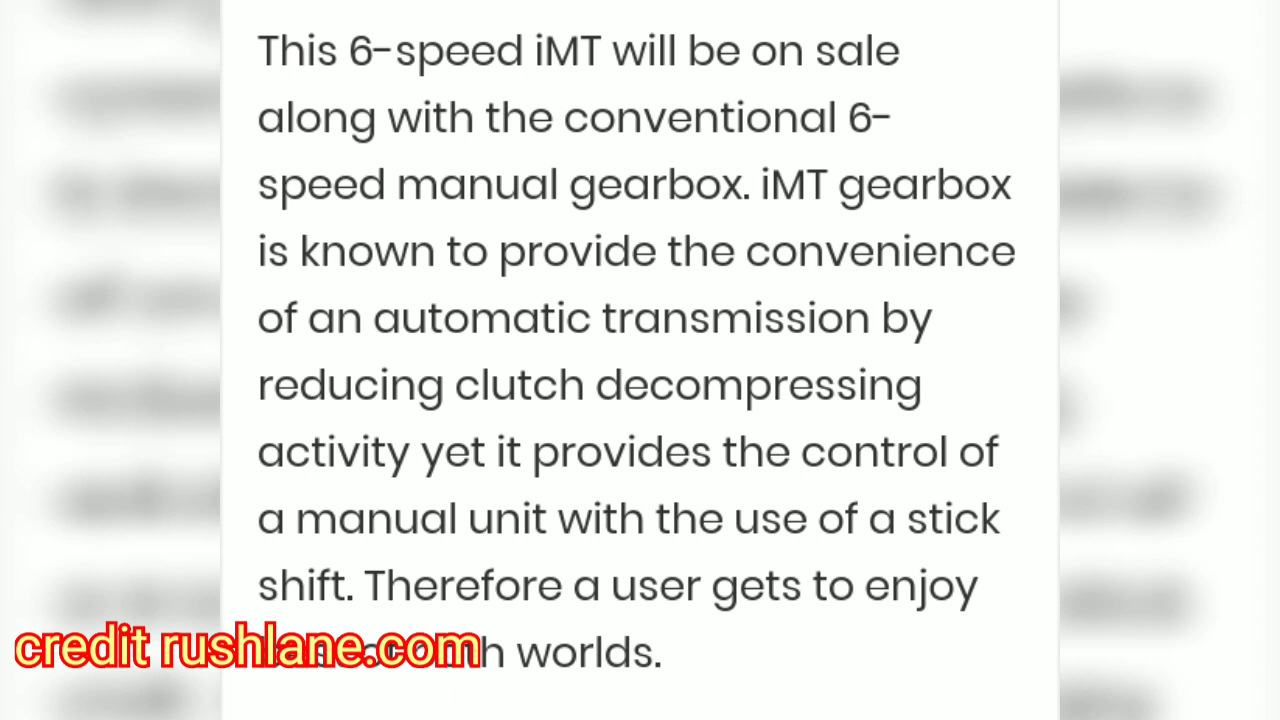 This 6-speed iMT will be on sale
along with the conventional 6-
speed manual gearbox. iMT gearbox
is known to provide the convenience
of an automatic transmission by
reducing clutch decompressing
activity yet it provides the control of
a manual unit with the use of a stick
shift. Therefore a user gets to enjoy
worlds.
credit rushlane.com